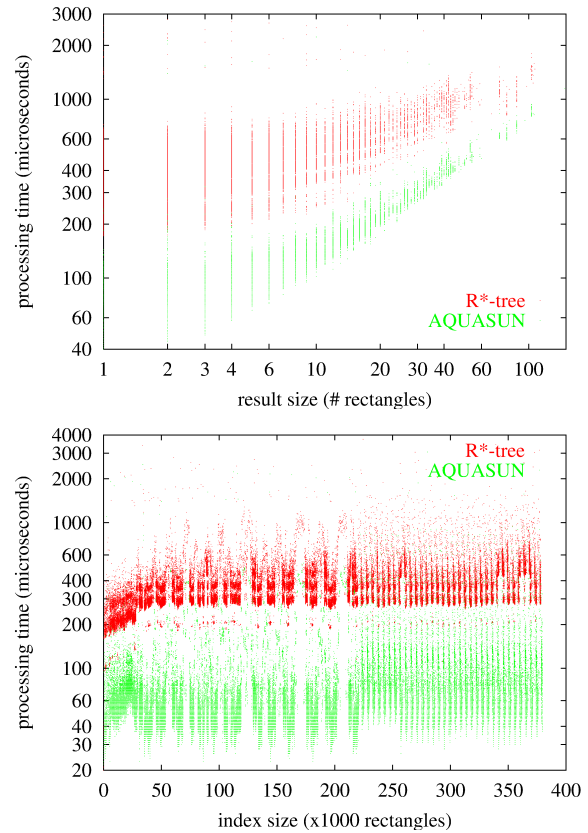 3000
2000
1000
600
400
300
200
100
60
40
processing time (microseconds)
R*-tree
AQUASUN
1 2 3 4 6 10 20 30 40 60 100
result size (# rectangles)
4000
3000
2000
1000
600
400
300
200
100
60
40
30
20
processing time (microseconds)
R*-tree
AQUASUN
0 50 100 150 200 250 300 350 400
index size (x1000 rectangles)